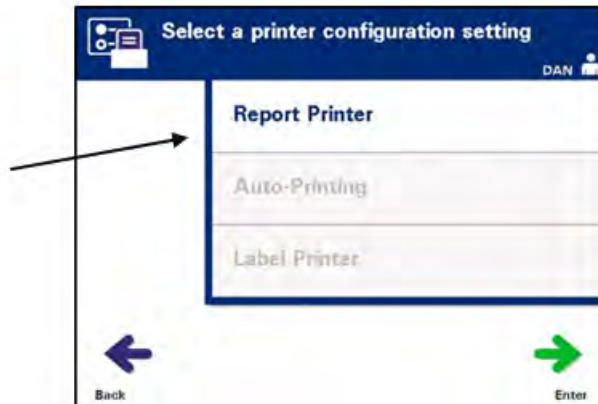 Select a printer configuration setting
DAN
Report Printer
Auto-Printing
Label Printer
Back
Enter